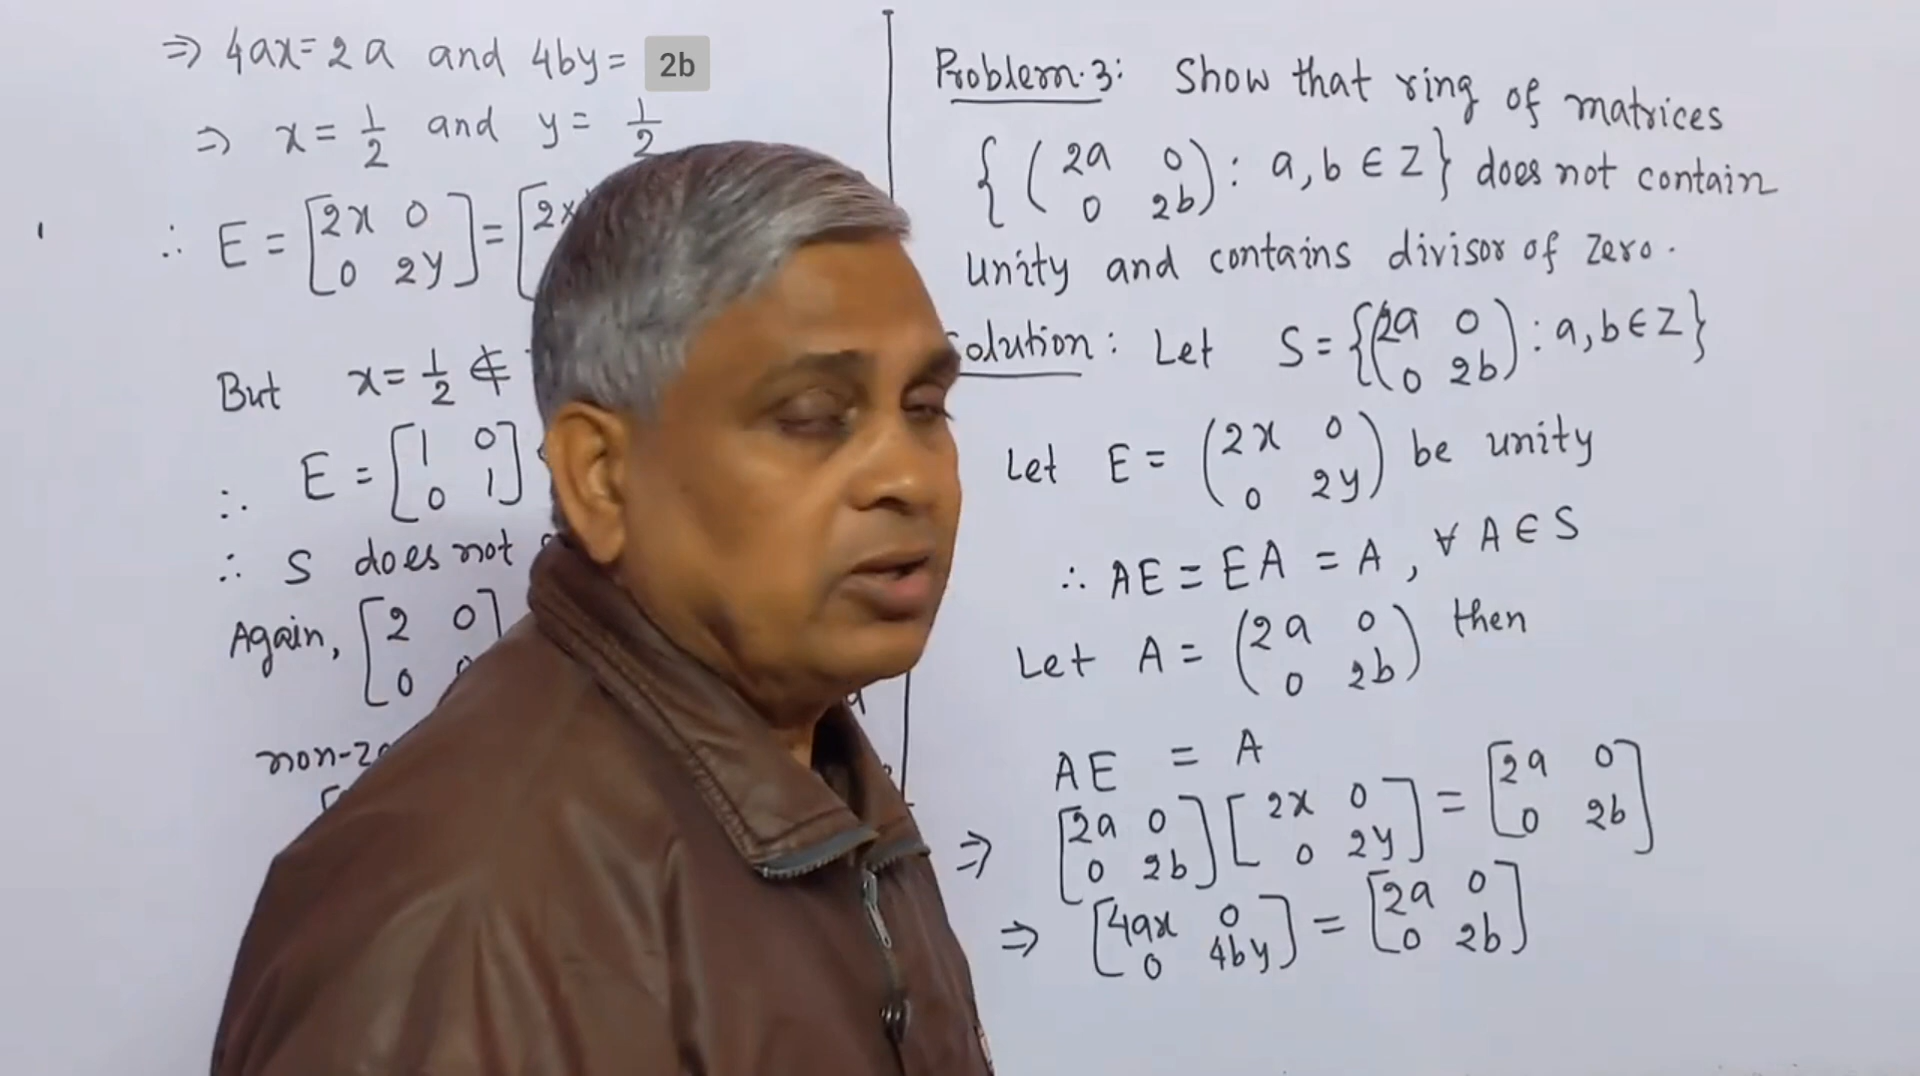 ⇒ 4ax=2a and 4by= 2b
⇒ x= 1/2 and y= 1/2
∴ E = [2x 0
0 2y] = [2x
But x= 1/2 ∉
∴ E = [1 0
0 1]
∴ S does not
Again, [2 0]
0 0
Problem.3: Show that ring of matrices
{ (2a 0
0 2b) : a,b ∈ Z } does not contain
unity and contains divisor of zero.
Solution: Let S= {(2a 0
0 2b) : a,b ∈ Z}
Let E = (2x 0
0 2y) be unity
∴ AE = EA = A, ∀ A ∈ S
Let A = (2a 0
0 2b) then
AE = A
⇒ [2a 0
0 2b] [2x 0
0 2y] = [2a 0
0 2b]
⇒ [4ax 0
0 4by] = [2a 0
0 2b]